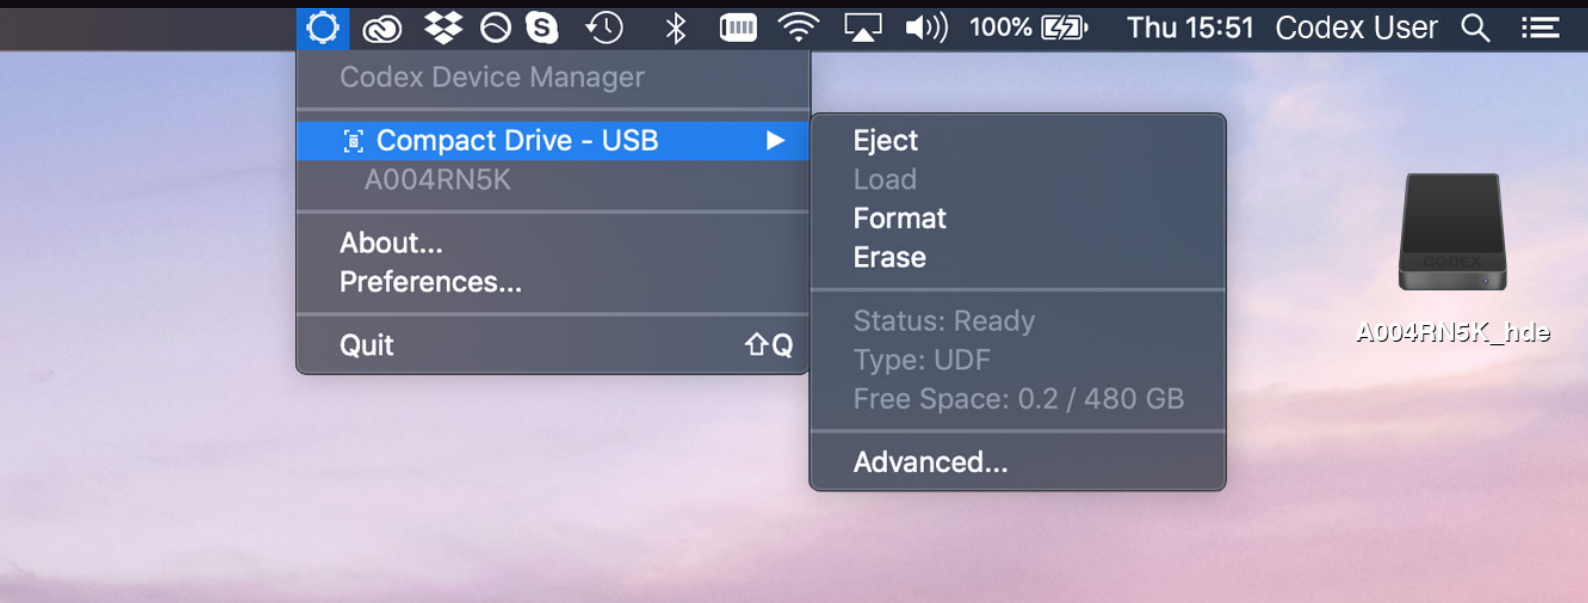 100% Thu 15:51 Codex User
Codex Device Manager
Compact Drive - USB
A004RN5K
About...
Preferences...
Quit ⇧Q
Eject
Load
Format
Erase
Status: Ready
Type: UDF
Free Space: 0.2 / 480 GB
Advanced...
CODEX
A004RN5K_hde